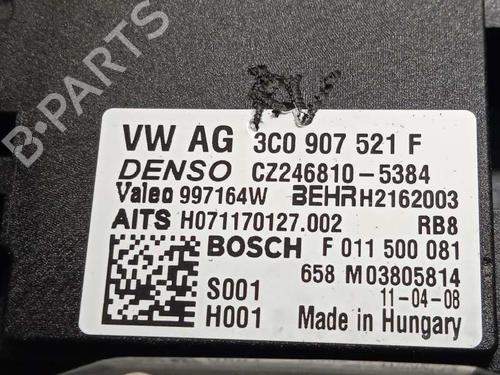 VW AG 3C0 907 521 F
DENSO CZ246810-5384
Valeo 997164W BEHR H2162003
AITS H071170127.002 RB8
BOSCH F 011 500 081
658 M03805814
S001 11-04-08
H001 Made in Hungary
B-PARTS